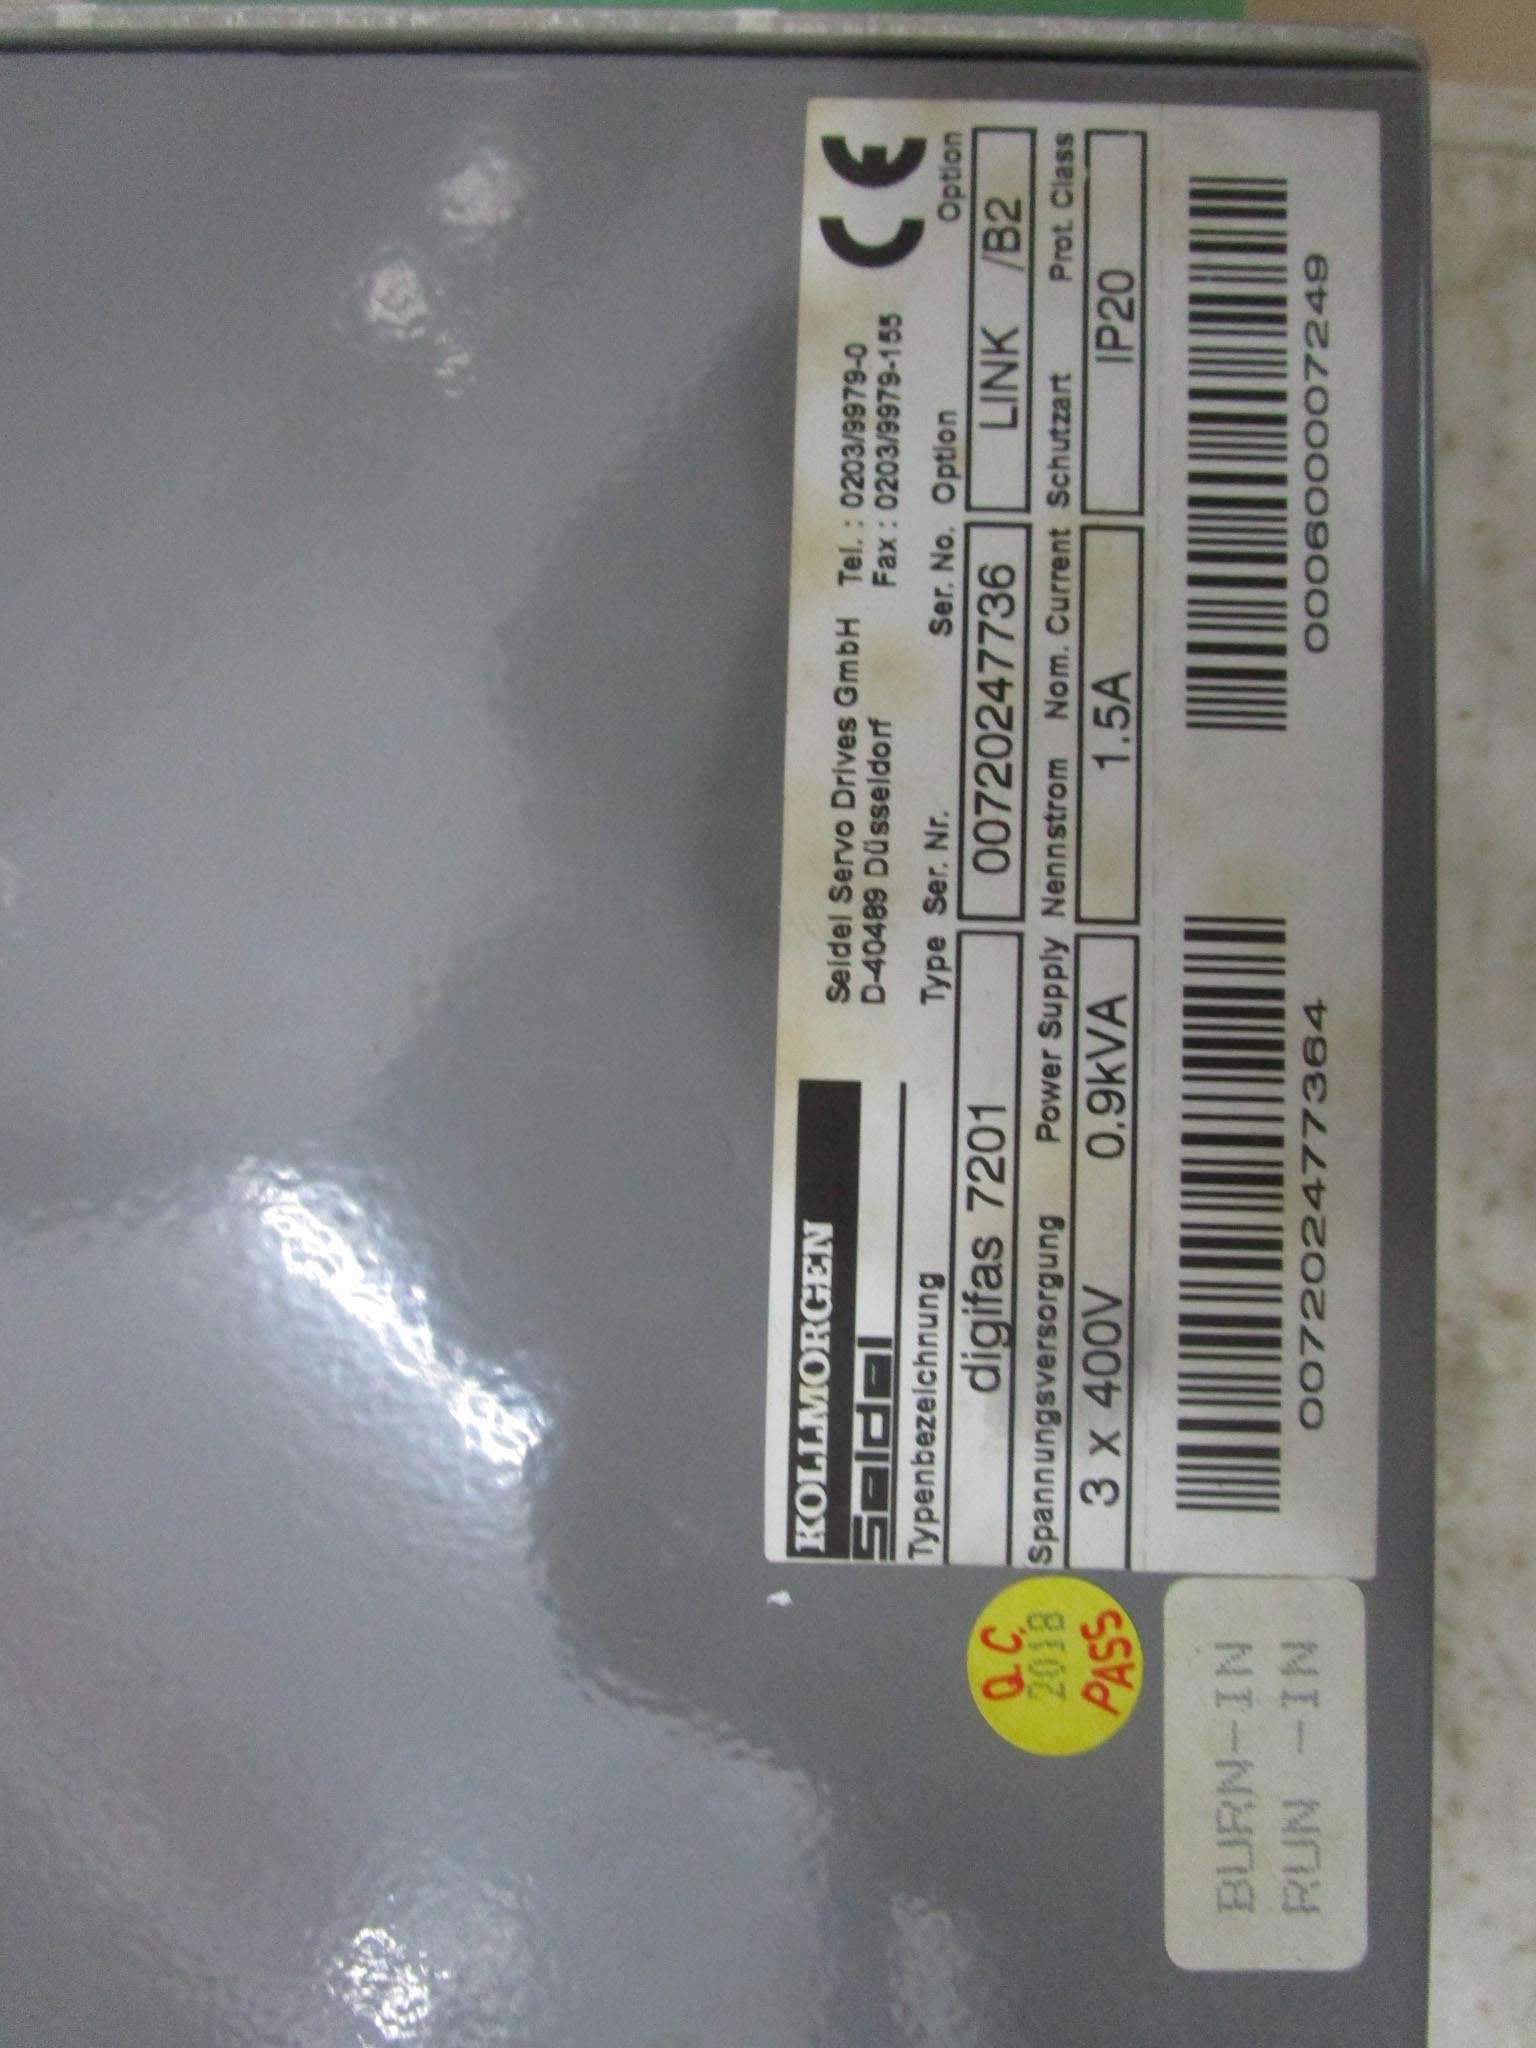 KOLLMORGEN
Seidel
Seidel Servo Drives GmbH Tel. : 0203/9979-0
D-40489 Düsseldorf Fax : 0203/9979-155
CE
Typenbezeichnung Type Ser. Nr. Ser. No. Option Option
digifas 7201 00720247736 LINK /B2
Spannungsversorgung Power Supply Nennstrom Nom. Current Schutzart Prot. Class
3 x 400V 0.9kVA 1.5A IP20
007202477364 000600007249
Q.C.
2018
PASS
BURN-IN
RUN -IN